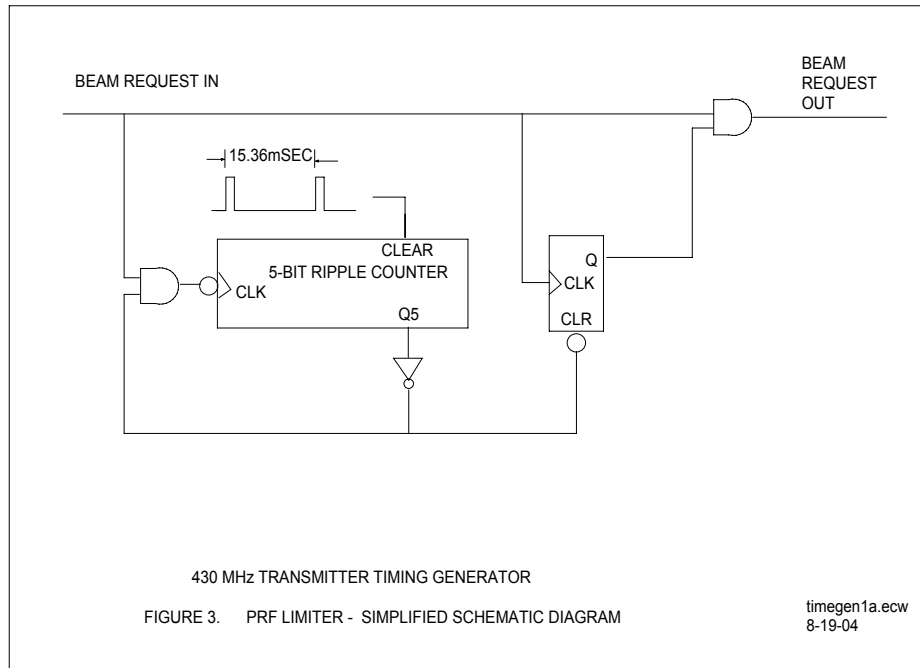 BEAM REQUEST IN
BEAM
REQUEST
OUT
15.36mSEC
CLEAR
5-BIT RIPPLE COUNTER
CLK
Q5
Q
CLK
CLR
430 MHz TRANSMITTER TIMING GENERATOR
FIGURE 3. PRF LIMITER - SIMPLIFIED SCHEMATIC DIAGRAM
timegen1a.ecw
8-19-04